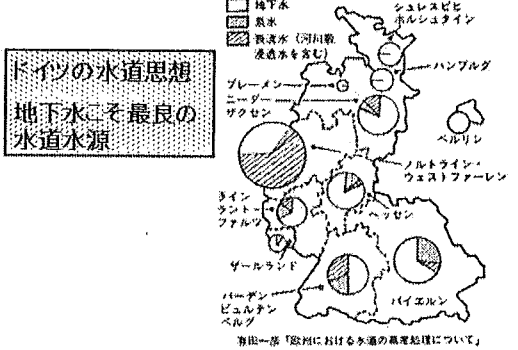 ドイツの水道思想
地下水こそ最良の
水道水源
地下水
泉水
表流水（河川敷
浸透水を含む）
シュレスビヒ
ホルシュタイン
ハンブルグ
ブレーメン
ニーダー
ザクセン
ベルリン
ノルトライン・
ウェストファーレン
ライン
ラント－
ファルツ
ヘッセン
ザールランド
バーデン
ビュルテン
ベルグ
バイエルン
「欧州における水道の高度処理について」